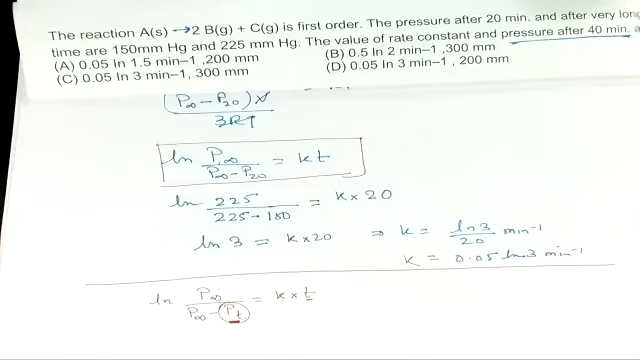 The reaction A(s) → 2 B(g) + C(g) is first order. The pressure after 20 min. and after very long
time are 150mm Hg and 225 mm Hg. The value of rate constant and pressure after 40 min. a
(A) 0.05 ln 1.5 min–1 ,200 mm (B) 0.5 ln 2 min–1 ,300 mm
(C) 0.05 ln 3 min–1, 300 mm (D) 0.05 ln 3 min–1 , 200 mm
(P∞ – P20) V
3RT
ln P∞ / P∞ – P20 = k t
ln 225 / 225 – 150 = k × 20
ln 3 = k × 20 ⇒ k = ln 3 / 20 min-1
k = 0.05 ln 3 min-1
ln P∞ / P∞ – Pt = k × t